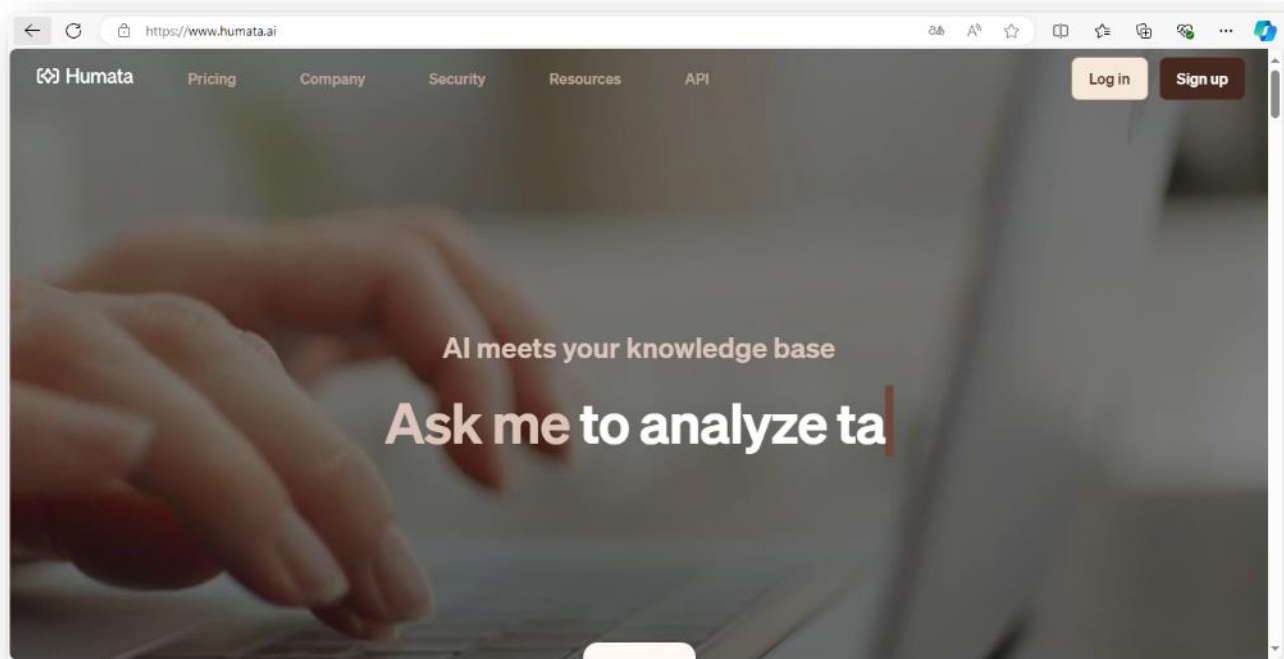 https://www.humata.ai
Humata Pricing Company Security Resources API Log in Sign up
AI meets your knowledge base
Ask me to analyze ta